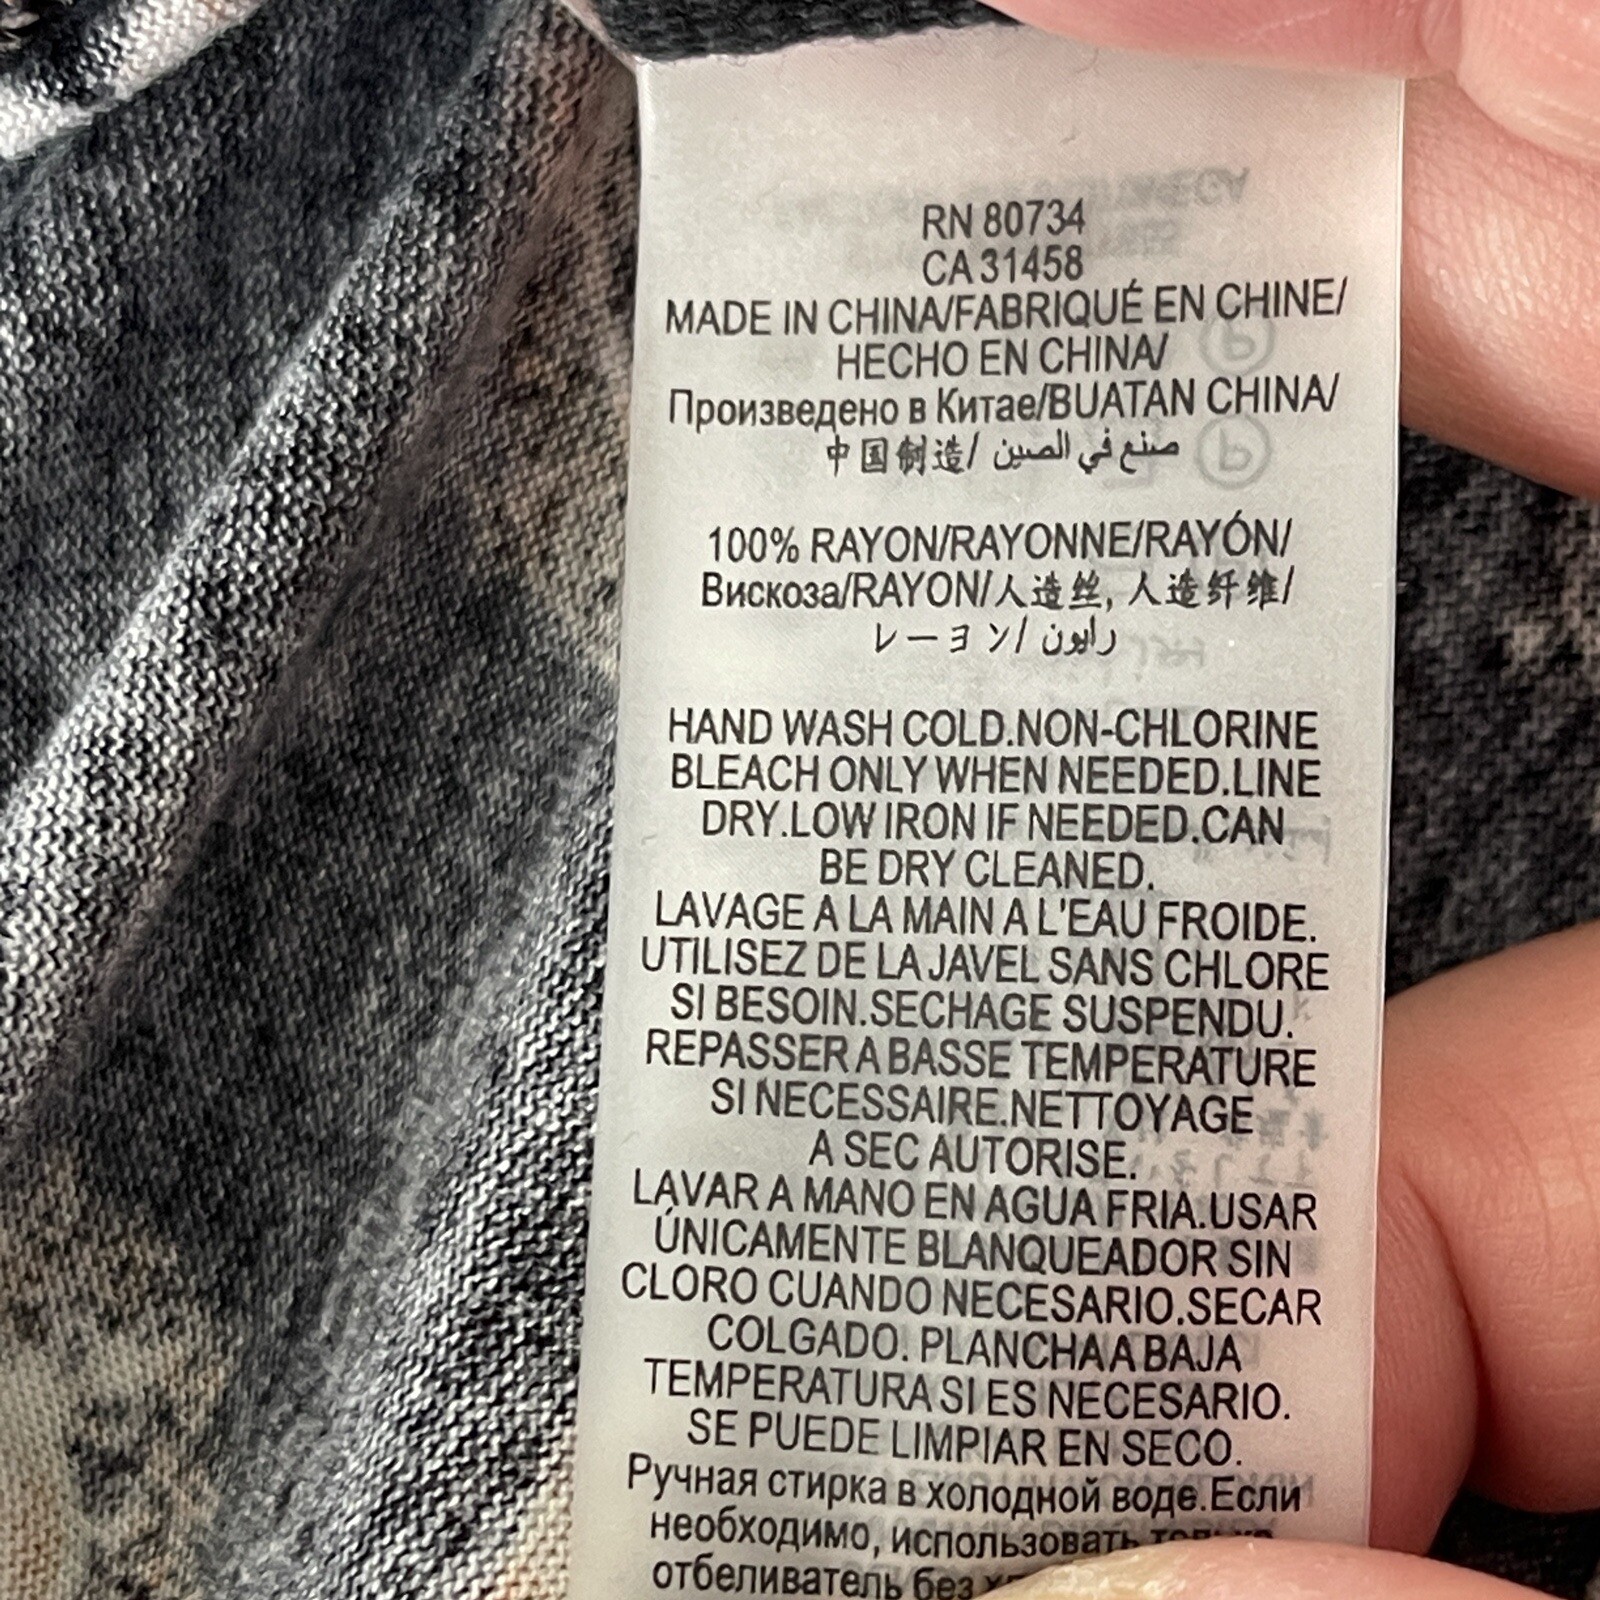 RN 80734
CA 31458
MADE IN CHINA/FABRIQUÉ EN CHINE/
HECHO EN CHINA/
Произведено в Китае/BUATAN CHINA/
中国制造/ صنع في الصين
100% RAYON/RAYONNE/RAYÓN/
Вискоза/RAYON/人造丝, 人造纤维/
レーヨン/ رايون
HAND WASH COLD.NON-CHLORINE
BLEACH ONLY WHEN NEEDED.LINE
DRY.LOW IRON IF NEEDED.CAN
BE DRY CLEANED.
LAVAGE A LA MAIN A L'EAU FROIDE.
UTILISEZ DE LA JAVEL SANS CHLORE
SI BESOIN.SECHAGE SUSPENDU.
REPASSER A BASSE TEMPERATURE
SI NECESSAIRE.NETTOYAGE
A SEC AUTORISE.
LAVAR A MANO EN AGUA FRIA.USAR
ÚNICAMENTE BLANQUEADOR SIN
CLORO CUANDO NECESARIO.SECAR
COLGADO. PLANCHA A BAJA
TEMPERATURA SI ES NECESARIO.
SE PUEDE LIMPIAR EN SECO.
Ручная стирка в холодной воде.Если
необходимо, использовать
отбеливатель без